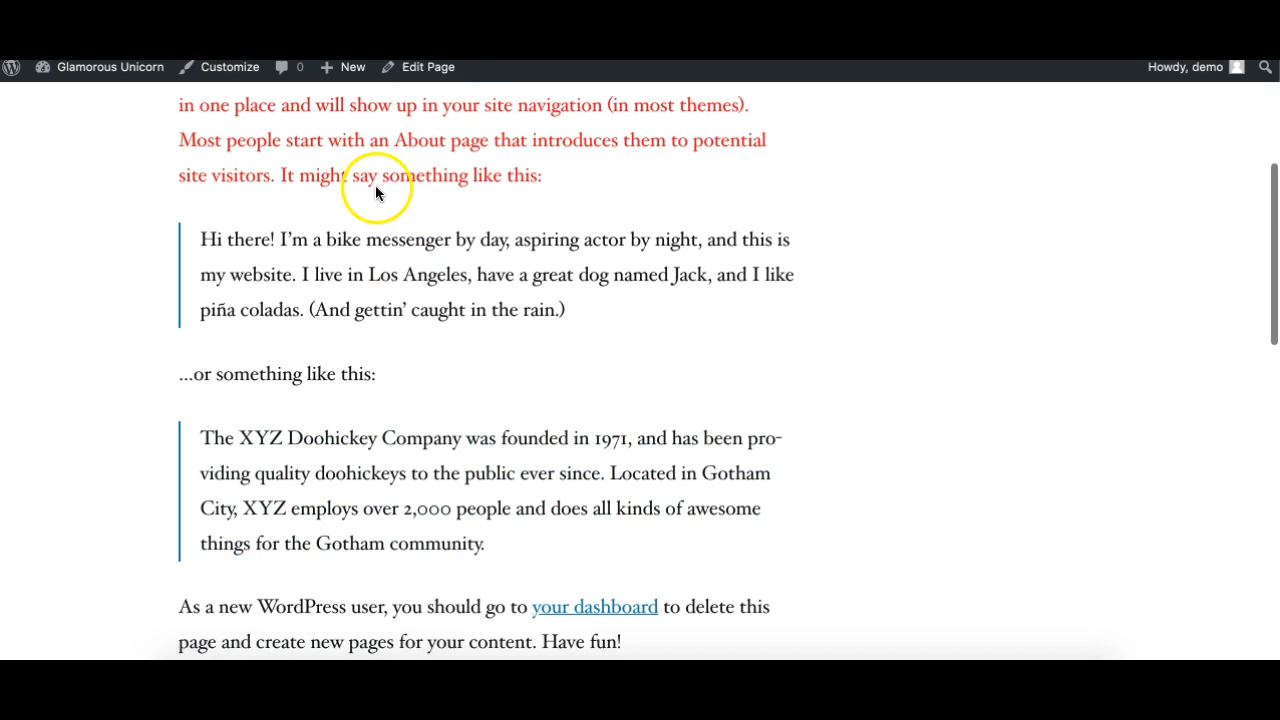 Glamorous Unicorn Customize 0 New Edit Page Howdy, demo
in one place and will show up in your site navigation (in most themes).
Most people start with an About page that introduces them to potential
site visitors. It might say something like this:
Hi there! I’m a bike messenger by day, aspiring actor by night, and this is
my website. I live in Los Angeles, have a great dog named Jack, and I like
piña coladas. (And gettin’ caught in the rain.)
...or something like this:
The XYZ Doohickey Company was founded in 1971, and has been pro-
viding quality doohickeys to the public ever since. Located in Gotham
City, XYZ employs over 2,000 people and does all kinds of awesome
things for the Gotham community.
As a new WordPress user, you should go to your dashboard to delete this
page and create new pages for your content. Have fun!